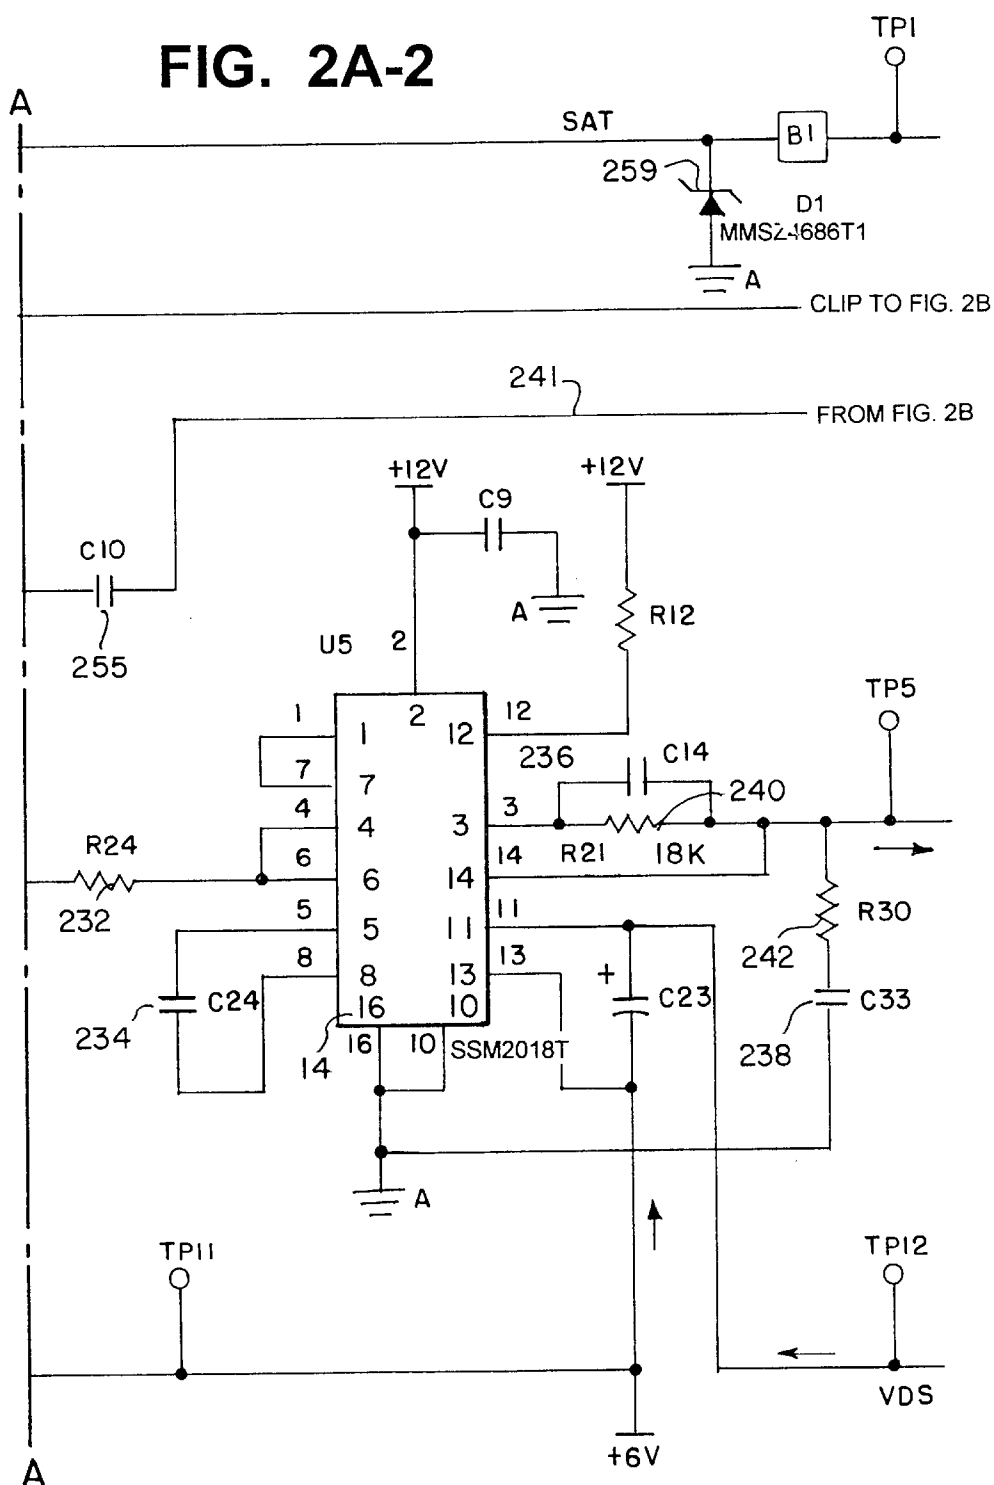 TP1
FIG. 2A-2
A
SAT
B1
259
D1
MMSZ4686T1
A
CLIP TO FIG. 2B
241
FROM FIG. 2B
+12V
+12V
C9
C10
A
R12
255
U5
2
TP5
1
2
12
1
12
7
7
236
C14
4
4
3
3
240
R24
6
6
R21
18K
14
14
232
5
5
11
11
R30
242
8
8
13
13
+
C23
C24
16
10
C33
234
14
16
10
SSM2018T
238
A
TP11
TP12
VDS
+6V
A